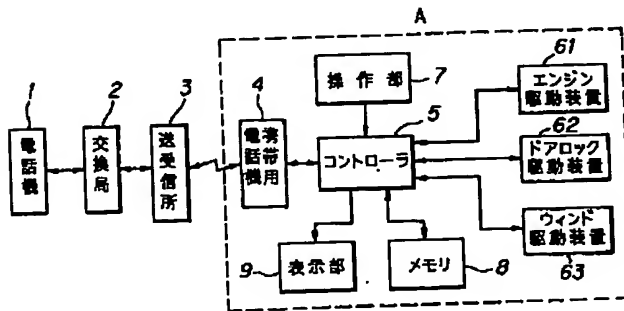 A
1
電話機
2
交換局
3
送受信所
4
携帯用
電話機
操作部
7
5
コントローラ
61
エンジン
駆動装置
62
ドアロック
駆動装置
ウィンド
駆動装置
63
9
表示部
メモリ
8